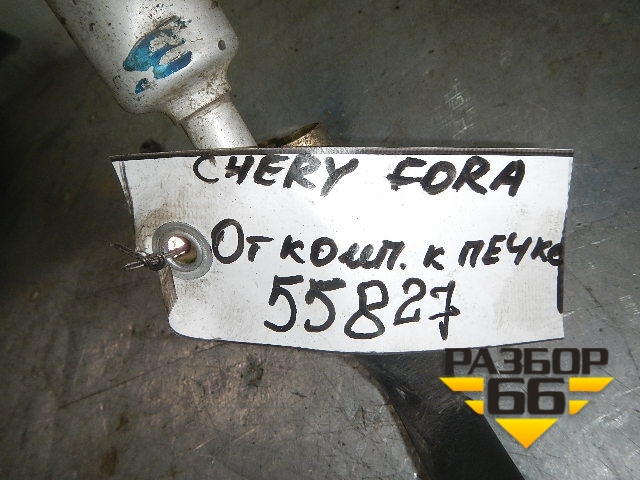 CHERY FORA
От комп. к печке
55827
РАЗБОР
66